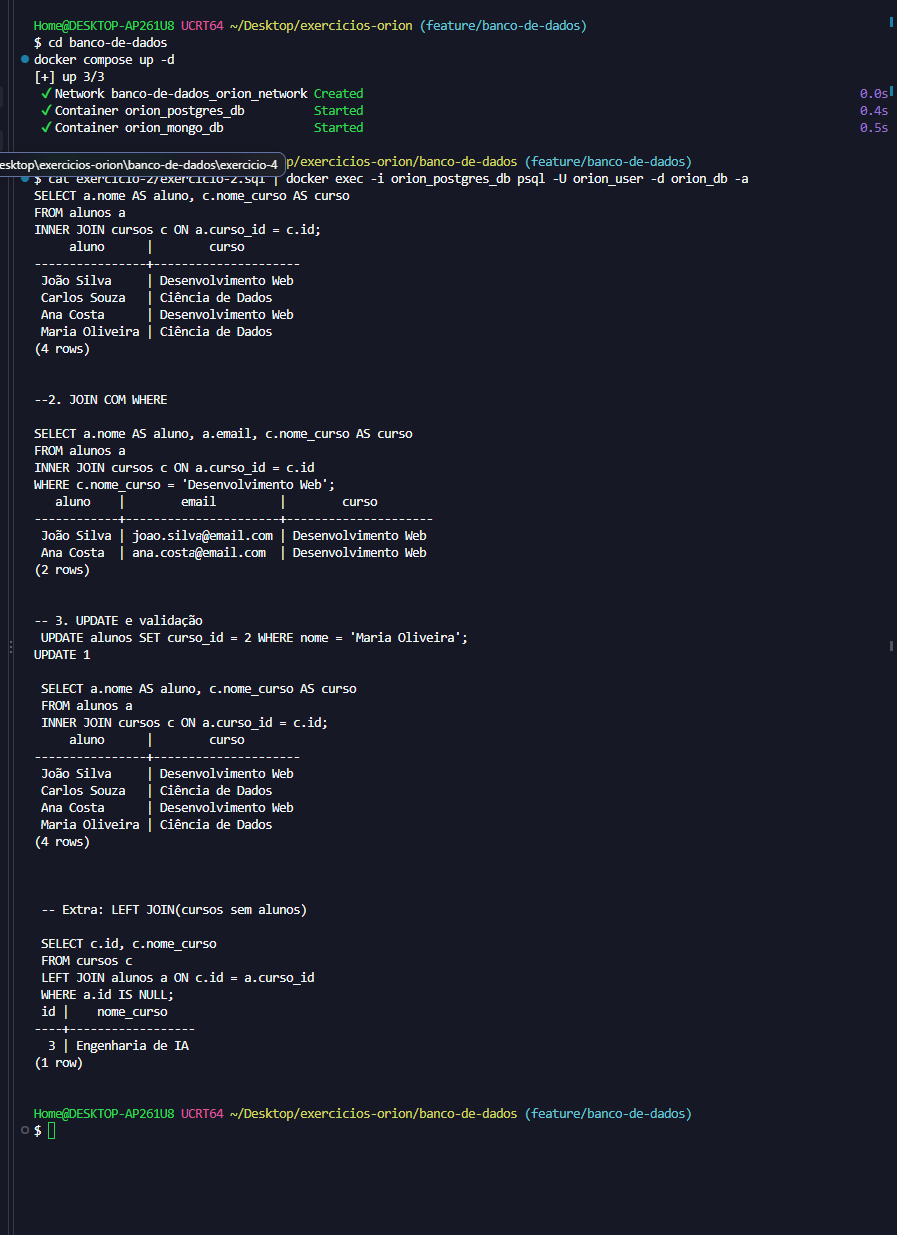 Home@DESKTOP-AP261U8 UCRT64 ~/Desktop/exercicios-orion (feature/banco-de-dados)
$ cd banco-de-dados
docker compose up -d
[+] up 3/3
✔ Network banco-de-dados_orion_network Created 0.0s
✔ Container orion_postgres_db Started 0.4s
✔ Container orion_mongo_db Started 0.5s
esktop\exercicios-orion\banco-de-dados\exercicio-4
p/exercicios-orion/banco-de-dados (feature/banco-de-dados)
$ cat exercicio-2/exercicio-2.sql | docker exec -i orion_postgres_db psql -U orion_user -d orion_db -a
SELECT a.nome AS aluno, c.nome_curso AS curso
FROM alunos a
INNER JOIN cursos c ON a.curso_id = c.id;
     aluno      |        curso
----------------+---------------------
 João Silva     | Desenvolvimento Web
 Carlos Souza   | Ciência de Dados
 Ana Costa      | Desenvolvimento Web
 Maria Oliveira | Ciência de Dados
(4 rows)
--2. JOIN COM WHERE
SELECT a.nome AS aluno, a.email, c.nome_curso AS curso
FROM alunos a
INNER JOIN cursos c ON a.curso_id = c.id
WHERE c.nome_curso = 'Desenvolvimento Web';
   aluno    |        email         |        curso
------------+----------------------+---------------------
 João Silva | joao.silva@email.com | Desenvolvimento Web
 Ana Costa  | ana.costa@email.com  | Desenvolvimento Web
(2 rows)
-- 3. UPDATE e validação
 UPDATE alunos SET curso_id = 2 WHERE nome = 'Maria Oliveira';
UPDATE 1
 SELECT a.nome AS aluno, c.nome_curso AS curso
 FROM alunos a
 INNER JOIN cursos c ON a.curso_id = c.id;
     aluno      |        curso
----------------+---------------------
 João Silva     | Desenvolvimento Web
 Carlos Souza   | Ciência de Dados
 Ana Costa      | Desenvolvimento Web
 Maria Oliveira | Ciência de Dados
(4 rows)
 -- Extra: LEFT JOIN(cursos sem alunos)
 SELECT c.id, c.nome_curso
 FROM cursos c
 LEFT JOIN alunos a ON c.id = a.curso_id
 WHERE a.id IS NULL;
 id |    nome_curso
----+------------------
  3 | Engenharia de IA
(1 row)
Home@DESKTOP-AP261U8 UCRT64 ~/Desktop/exercicios-orion/banco-de-dados (feature/banco-de-dados)
$